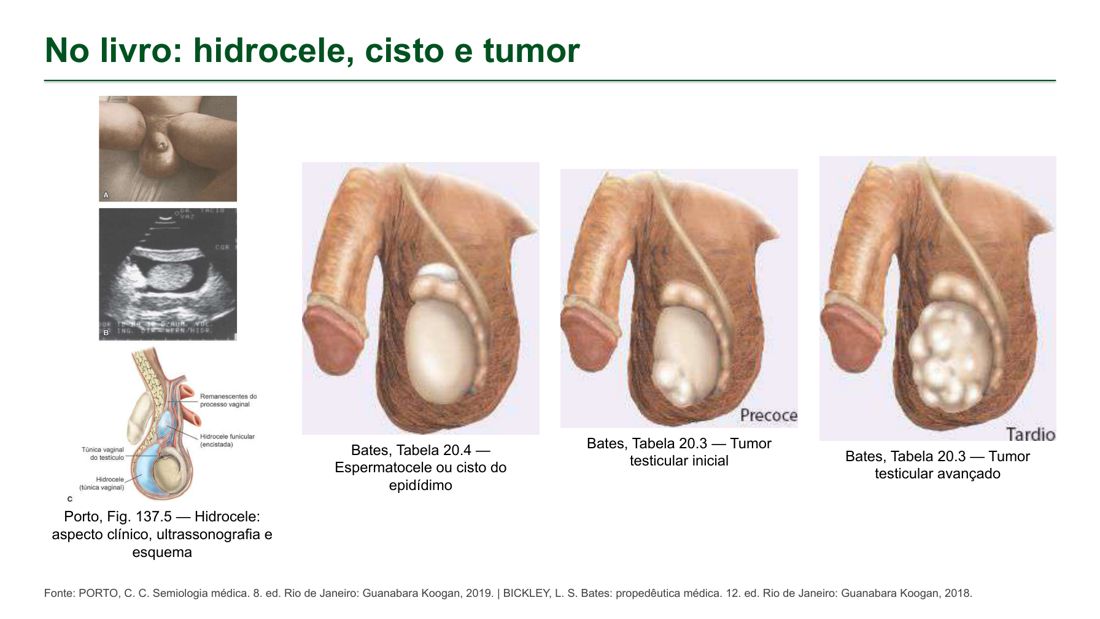 No livro: hidrocele, cisto e tumor
A
B
Remanescentes do
processo vaginal
Hidrocele funicular
(encistada)
Túnica vaginal
do testículo
Hidrocele
(túnica vaginal)
C
Porto, Fig. 137.5 — Hidrocele:
aspecto clínico, ultrassonografia e
esquema
Bates, Tabela 20.4 —
Espermatocele ou cisto do
epidídimo
Precoce
Bates, Tabela 20.3 — Tumor
testicular inicial
Tardio
Bates, Tabela 20.3 — Tumor
testicular avançado
Fonte: PORTO, C. C. Semiologia médica. 8. ed. Rio de Janeiro: Guanabara Koogan, 2019. | BICKLEY, L. S. Bates: propedêutica médica. 12. ed. Rio de Janeiro: Guanabara Koogan, 2018.